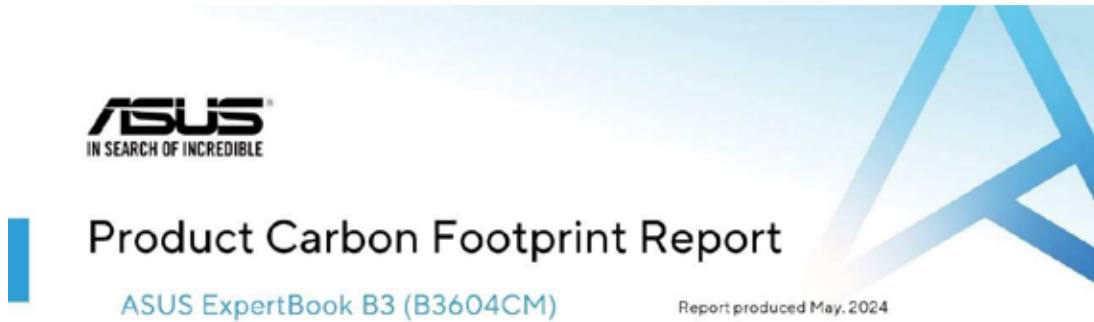 ASUS
IN SEARCH OF INCREDIBLE
Product Carbon Footprint Report
ASUS ExpertBook B3 (B3604CM)
Report produced May, 2024